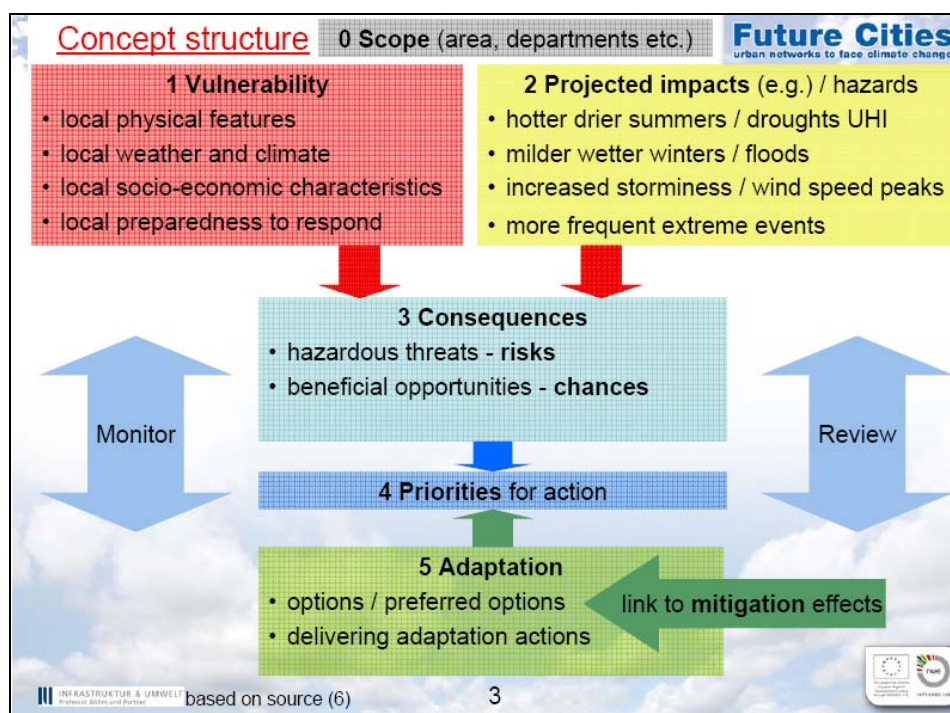 Concept structure
0 Scope (area, departments etc.)
Future Cities
urban networks to face climate change
1 Vulnerability
• local physical features
• local weather and climate
• local socio-economic characteristics
• local preparedness to respond
2 Projected impacts (e.g.) / hazards
• hotter drier summers / droughts UHI
• milder wetter winters / floods
• increased storminess / wind speed peaks
• more frequent extreme events
3 Consequences
• hazardous threats - risks
• beneficial opportunities - chances
Monitor
Review
4 Priorities for action
5 Adaptation
• options / preferred options
• delivering adaptation actions
link to mitigation effects
INFRASTRUKTUR & UMWELT
Professor Böhm und Partner
based on source (6)
3